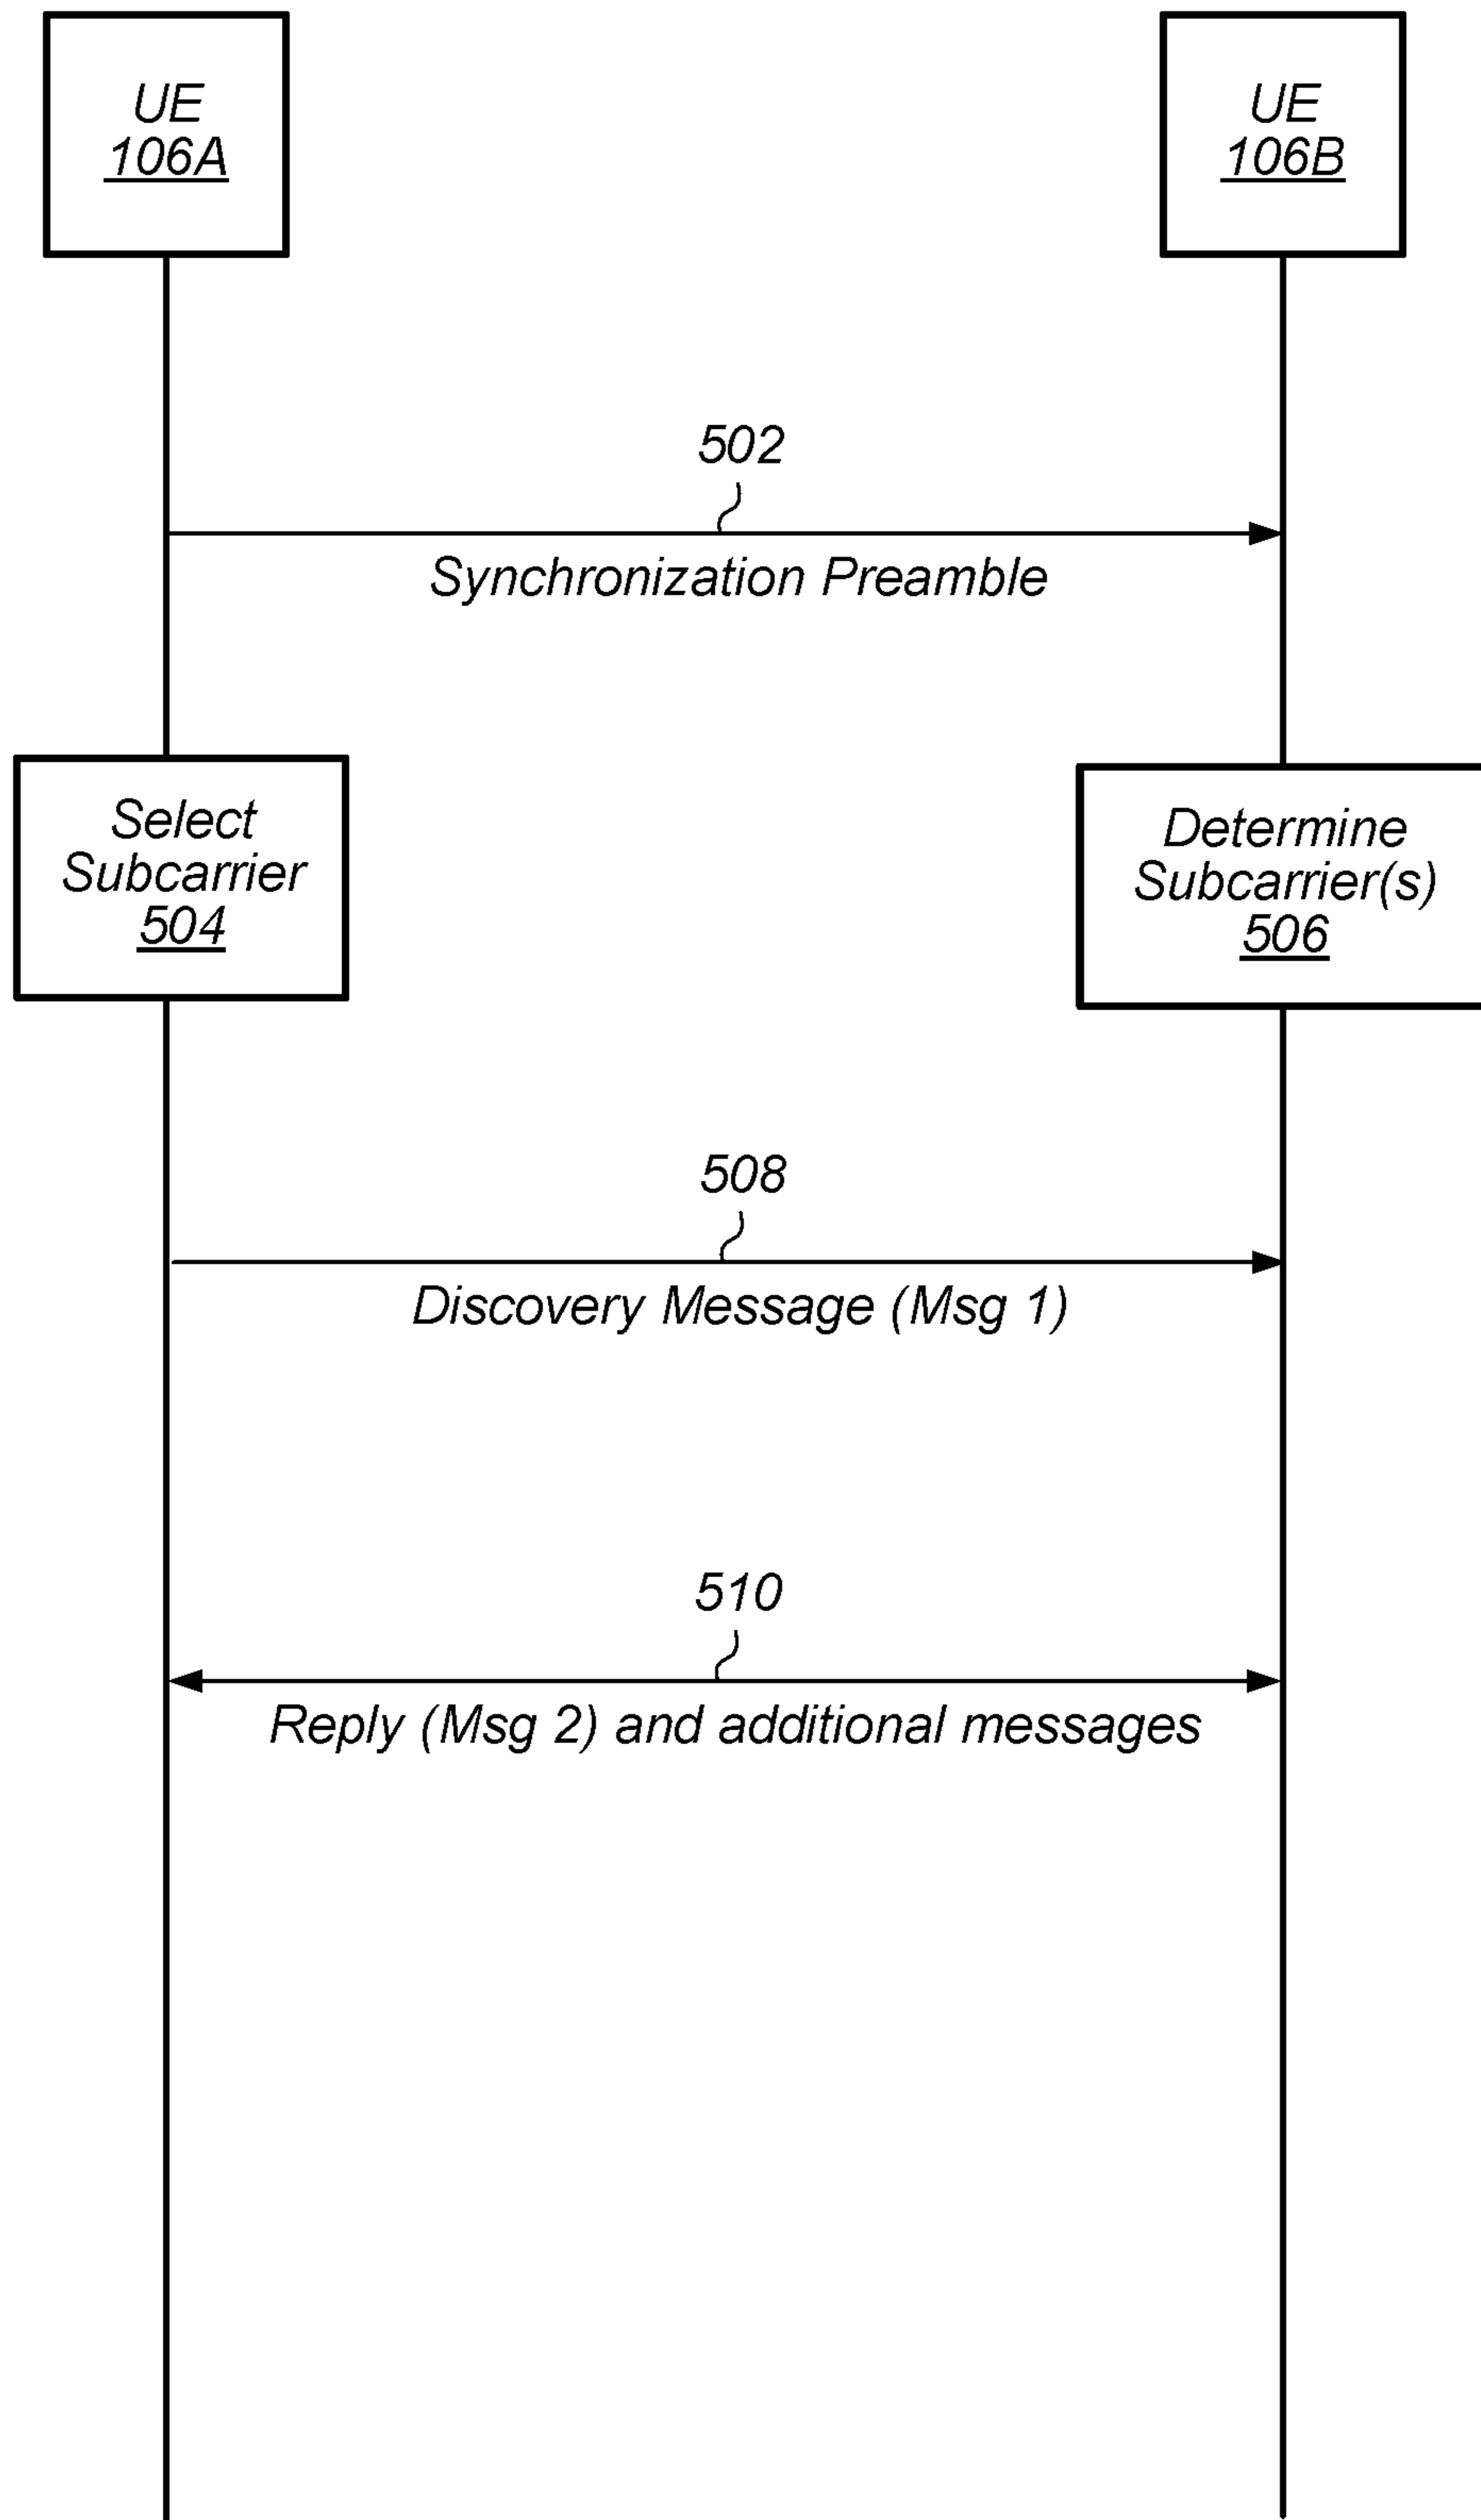 UE
106A
UE
106B
502
Synchronization Preamble
Select
Subcarrier
504
Determine
Subcarrier(s)
506
508
Discovery Message (Msg 1)
510
Reply (Msg 2) and additional messages